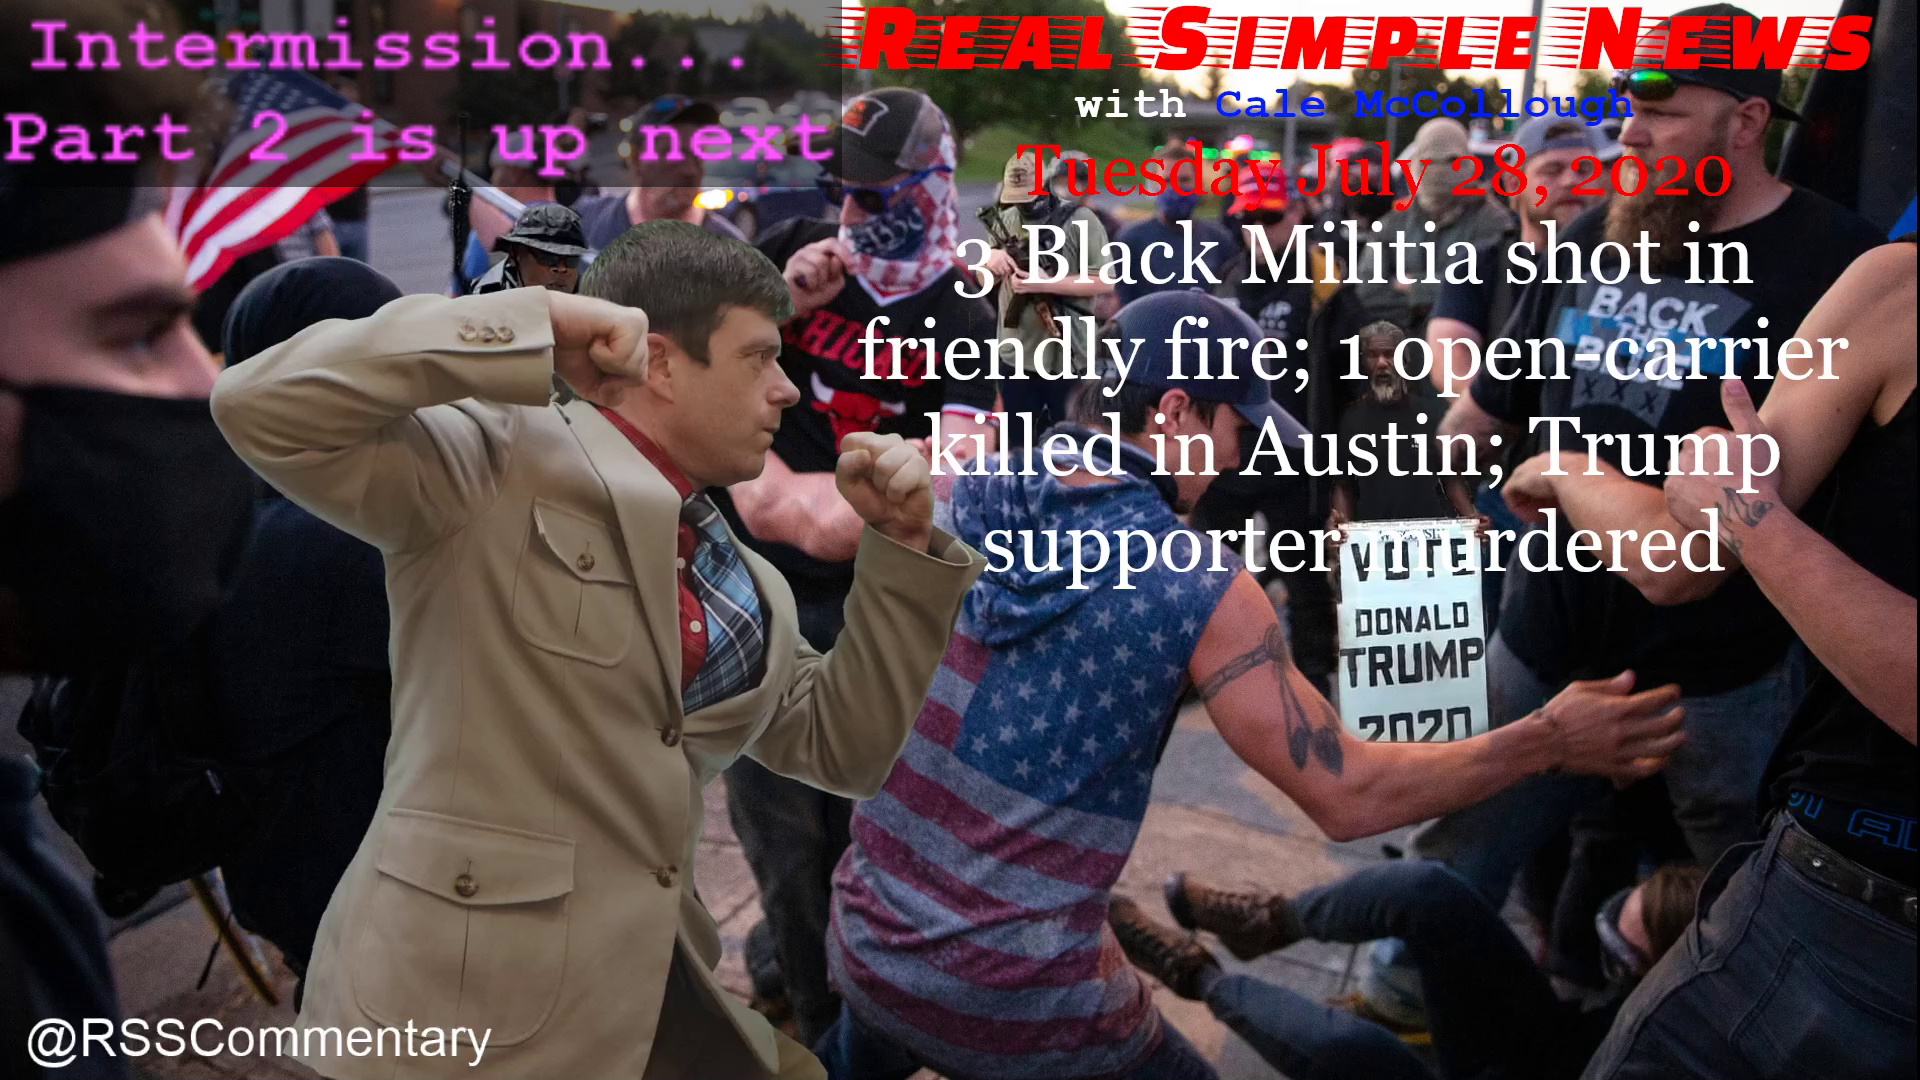 Intermission...
Part 2 is up next
REAL SIMPLE NEWS
with Cale McCollough
Tuesday July 28, 2020
3 Black Militia shot in
friendly fire; 1 open-carrier
killed in Austin; Trump
supporter murdered
CHICAGO
BACK
THE
VOTE
DONALD
TRUMP
2020
@RSSCommentary